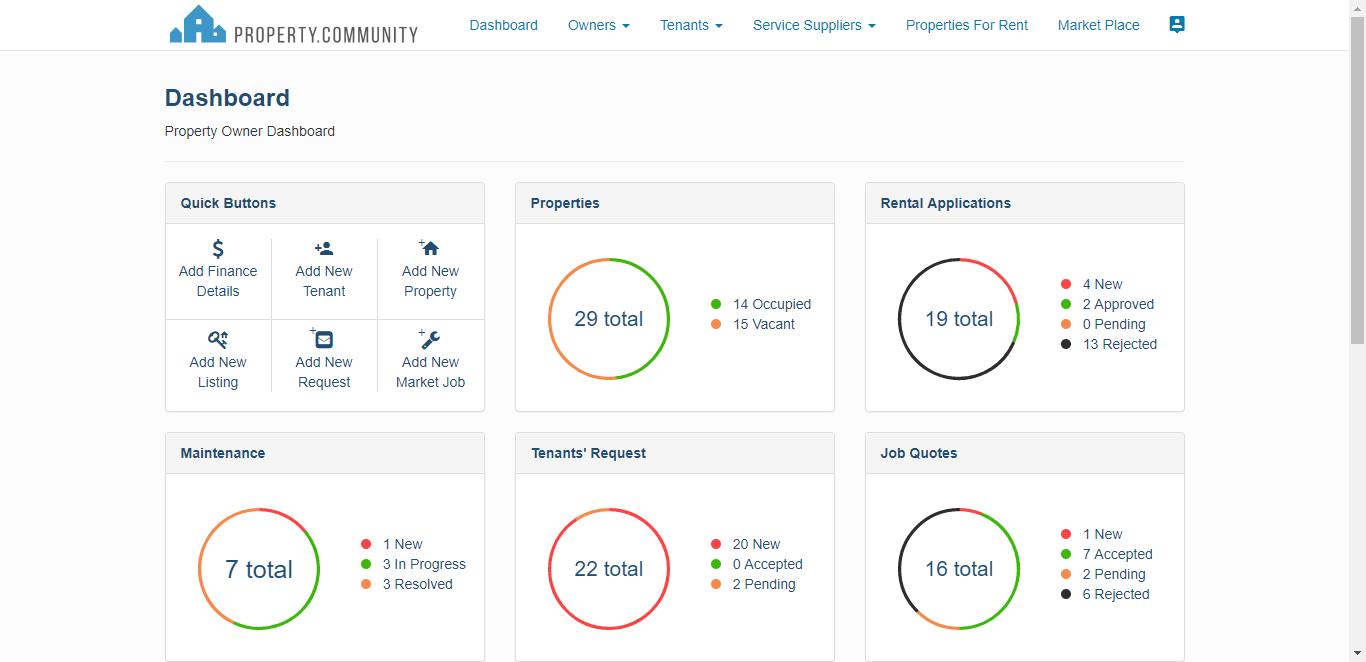 PROPERTY.COMMUNITY
Dashboard
Owners
Tenants
Service Suppliers
Properties For Rent
Market Place
Dashboard
Property Owner Dashboard
Quick Buttons
Add Finance
Details
Add New
Tenant
Add New
Property
Add New
Listing
Add New
Request
Add New
Market Job
Properties
29 total
14 Occupied
15 Vacant
Rental Applications
19 total
4 New
2 Approved
0 Pending
13 Rejected
Maintenance
7 total
1 New
3 In Progress
3 Resolved
Tenants' Request
22 total
20 New
0 Accepted
2 Pending
Job Quotes
16 total
1 New
7 Accepted
2 Pending
6 Rejected